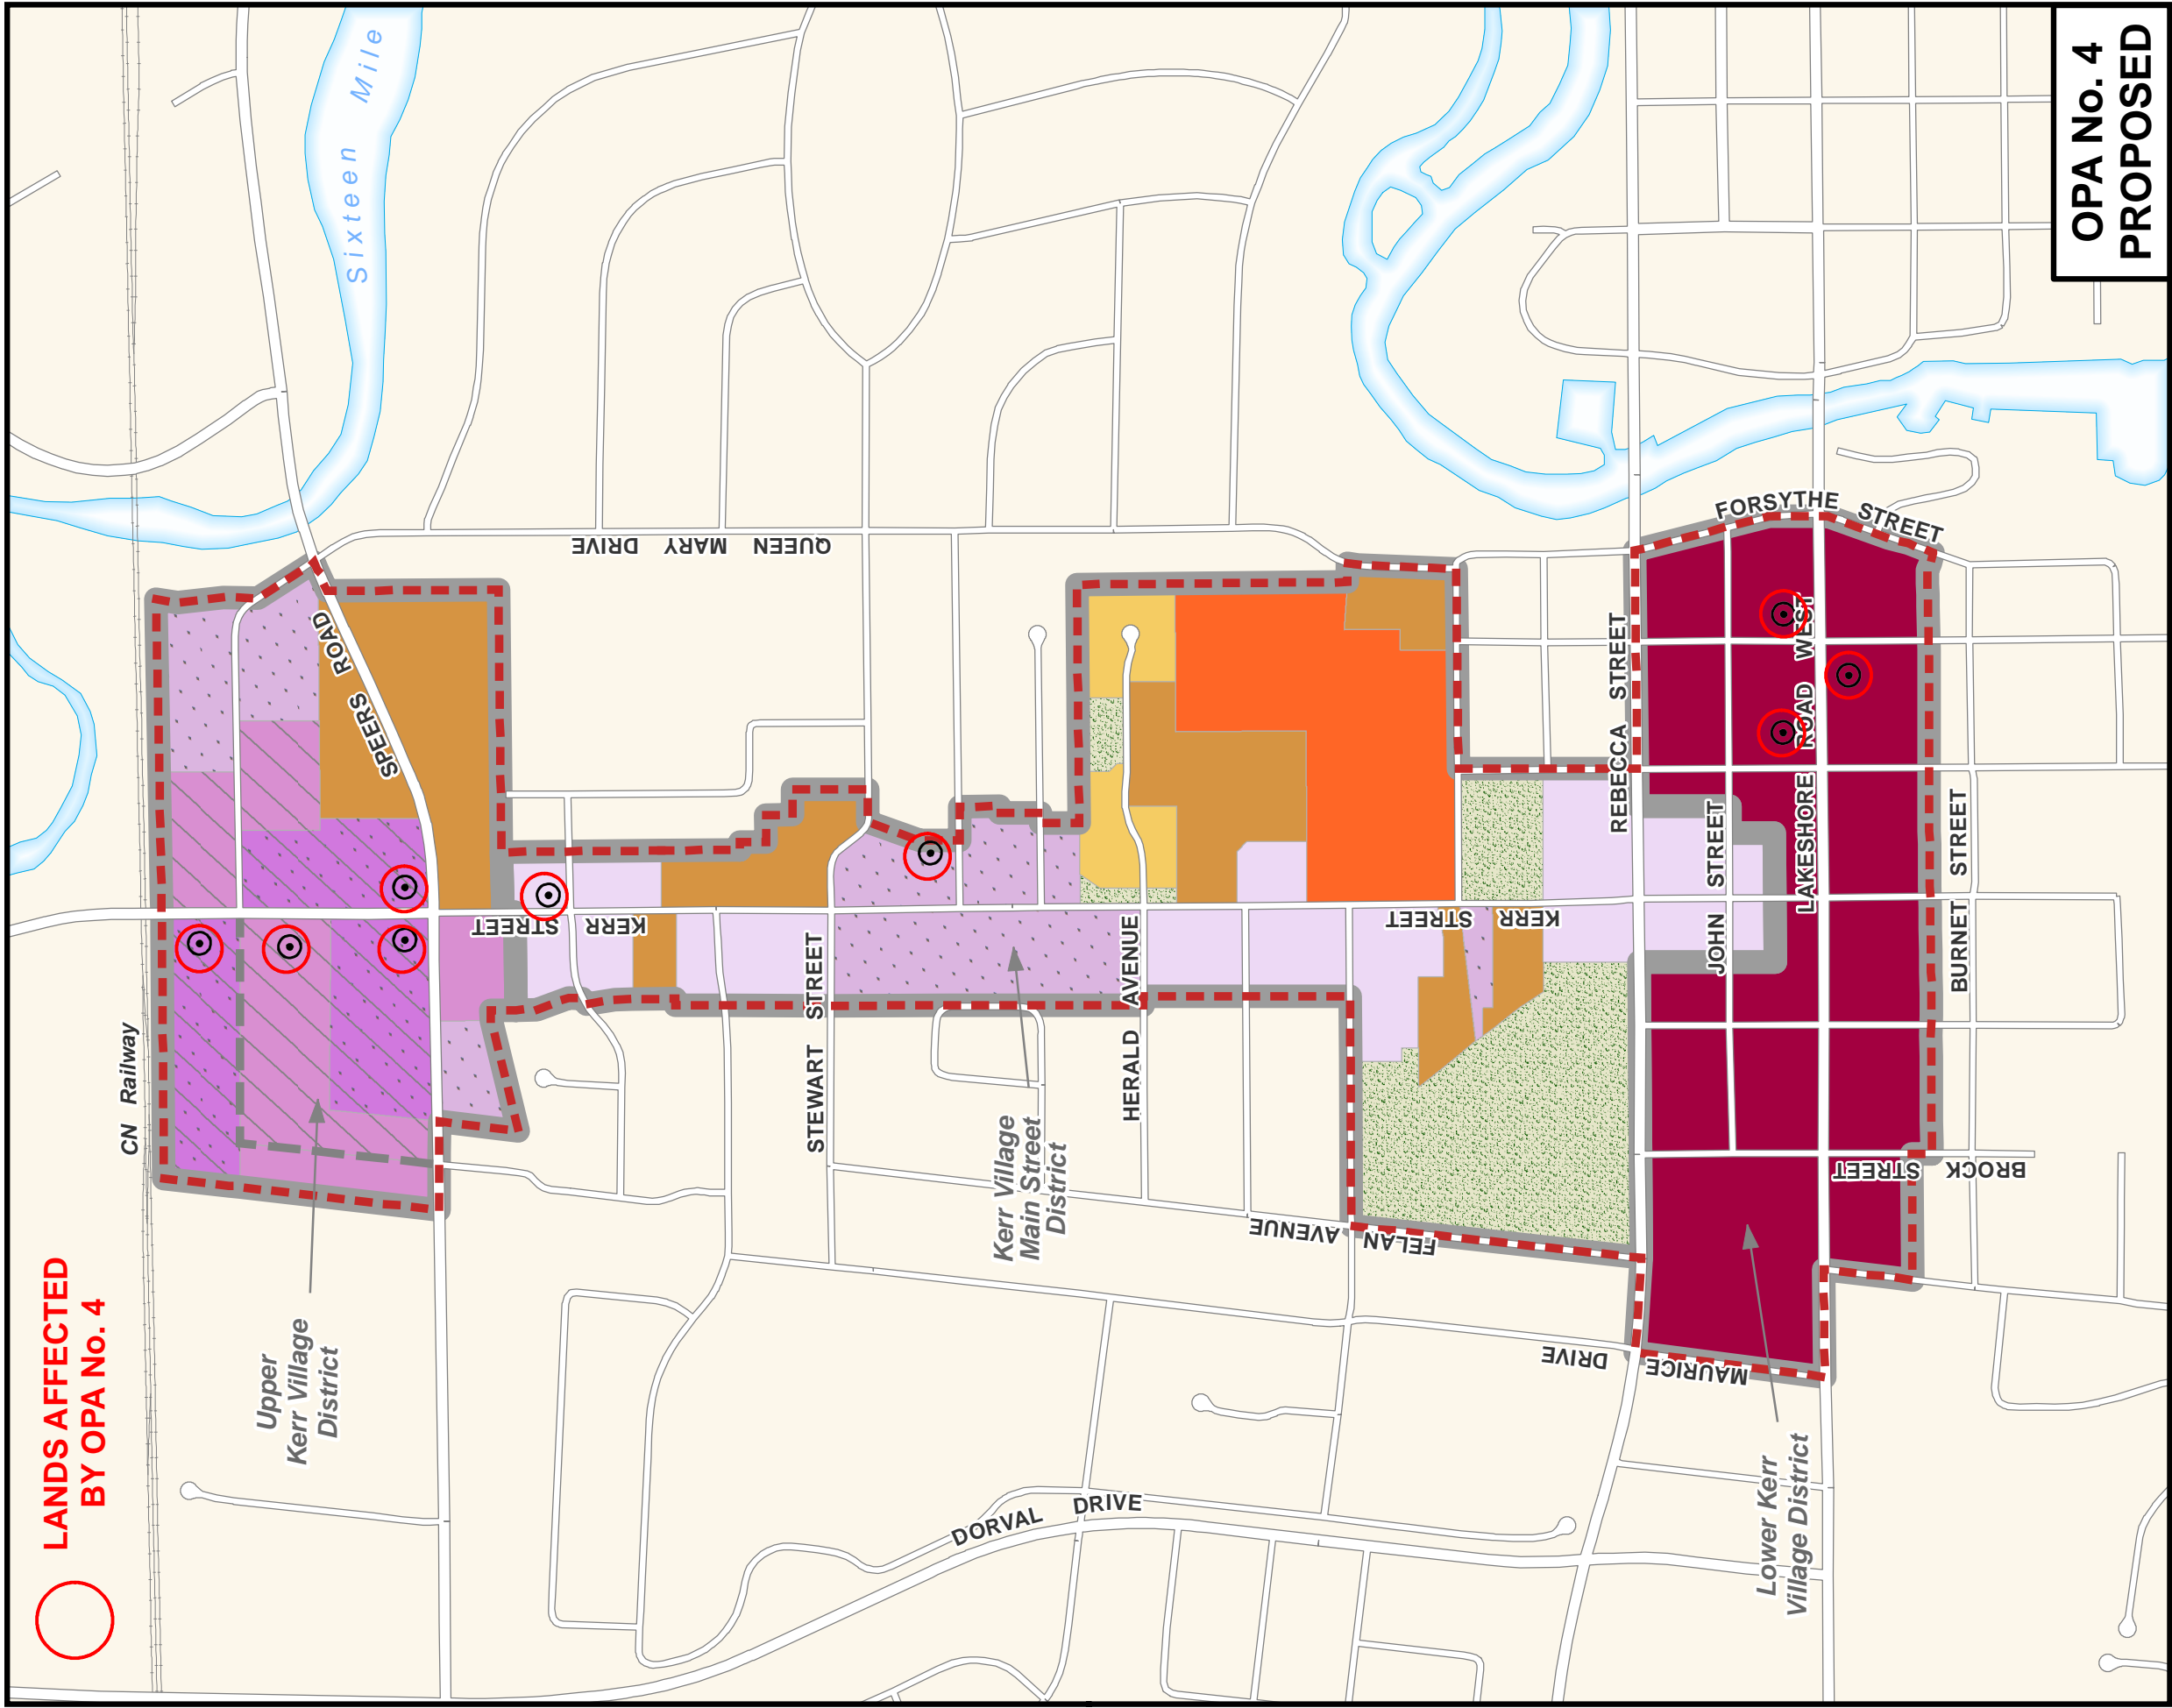 LANDS AFFECTED
BY OPA No. 4
OPA No. 4
PROPOSED
Sixteen Mile
CN Railway
SPEERS ROAD
QUEEN MARY DRIVE
Upper
Kerr Village
District
KERR STREET
STEWART STREET
Kerr Village
Main Street
District
HERALD AVENUE
KERR STREET
FELAN AVENUE
DORVAL DRIVE
REBECCA STREET
MAURICE DRIVE
JOHN STREET
FORSYTHE STREET
LAKESHORE ROAD WEST
Lower Kerr
Village District
BROCK STREET
BURNET STREET